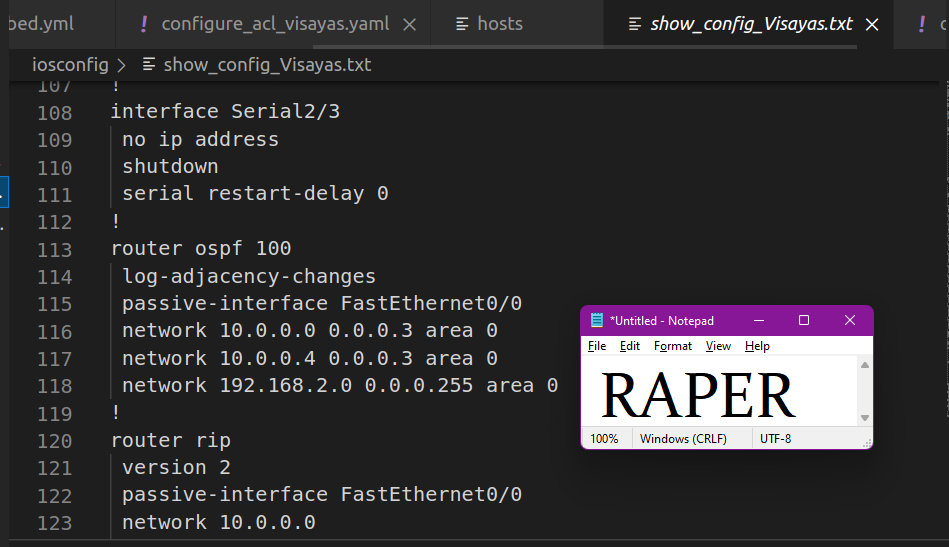 bed.yml
! configure_acl_visayas.yaml
hosts
show_config_Visayas.txt
!
iosconfig > show_config_Visayas.txt
107 !
108 interface Serial2/3
109 no ip address
110 shutdown
111 serial restart-delay 0
112 !
113 router ospf 100
114 log-adjacency-changes
115 passive-interface FastEthernet0/0
116 network 10.0.0.0 0.0.0.3 area 0
117 network 10.0.0.4 0.0.0.3 area 0
118 network 192.168.2.0 0.0.0.255 area 0
119 !
120 router rip
121 version 2
122 passive-interface FastEthernet0/0
123 network 10.0.0.0
*Untitled - Notepad
File Edit Format View Help
RAPER
100% Windows (CRLF) UTF-8